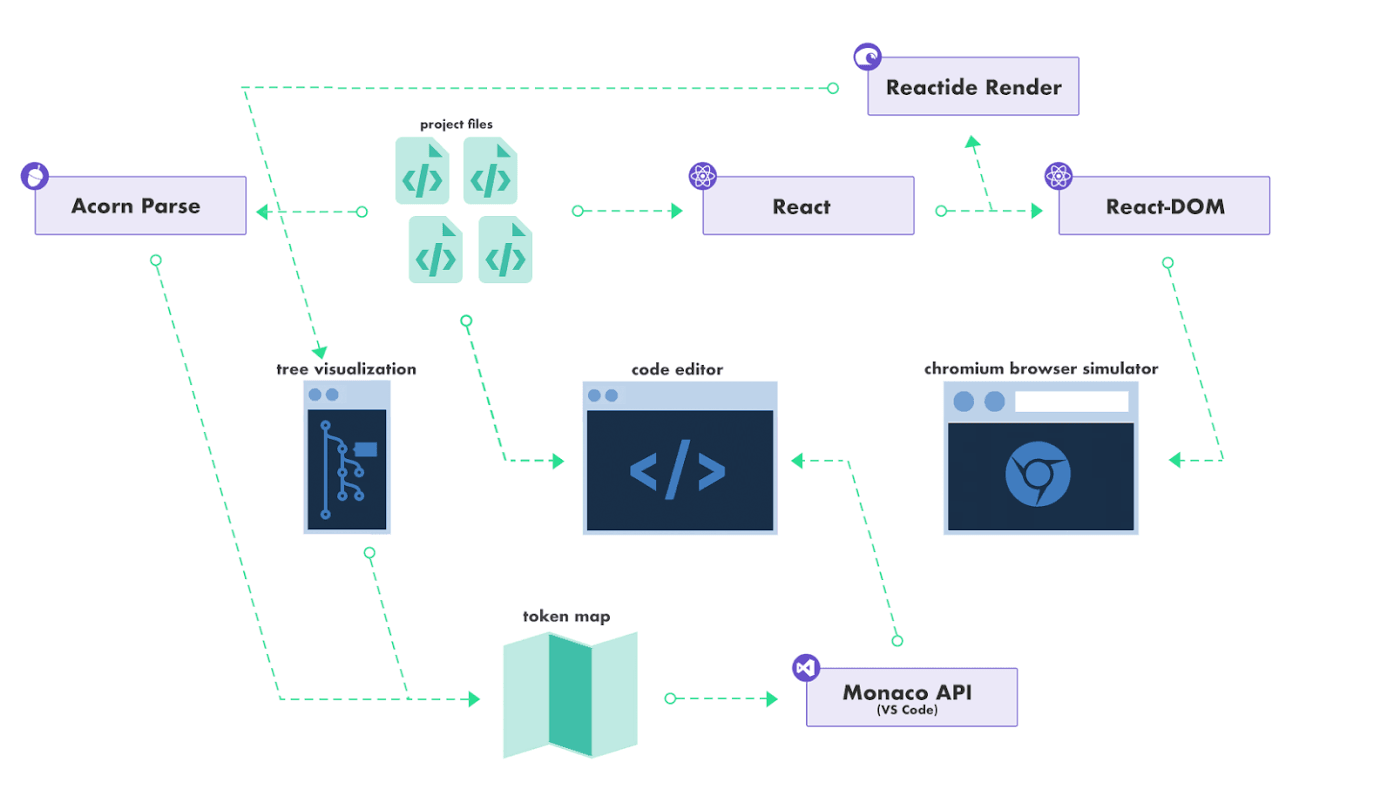 Reactide Render
project files
Acorn Parse
React
React-DOM
tree visualization
code editor
chromium browser simulator
</>
token map
Monaco API
(VS Code)